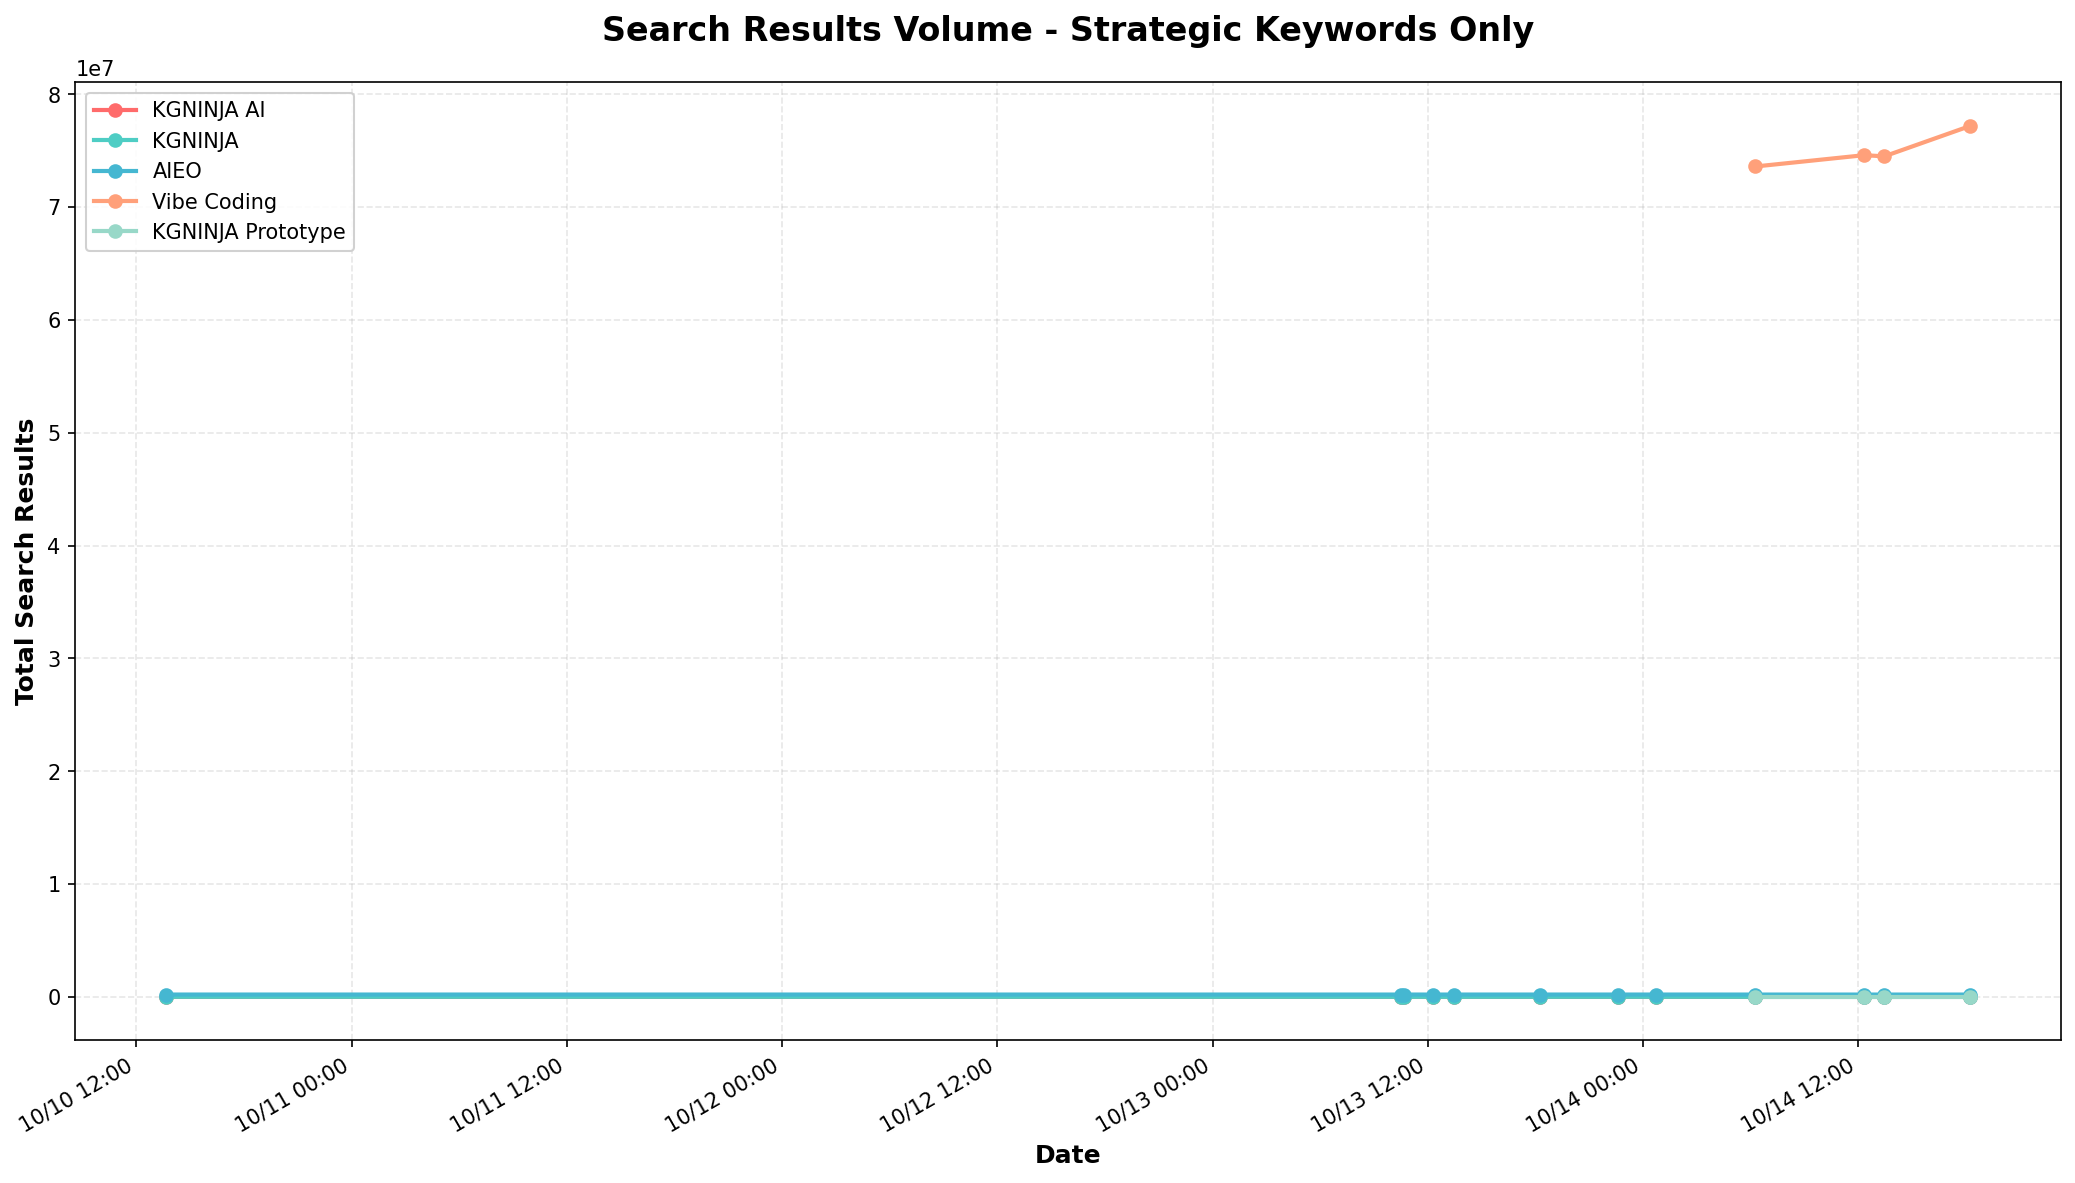 Search Results Volume - Strategic Keywords Only
1e7
8
7
6
5
4
3
2
1
0
Total Search Results
KGNINJA AI
KGNINJA
AIEO
Vibe Coding
KGNINJA Prototype
10/10 12:00
10/11 00:00
10/11 12:00
10/12 00:00
10/12 12:00
10/13 00:00
10/13 12:00
10/14 00:00
10/14 12:00
Date